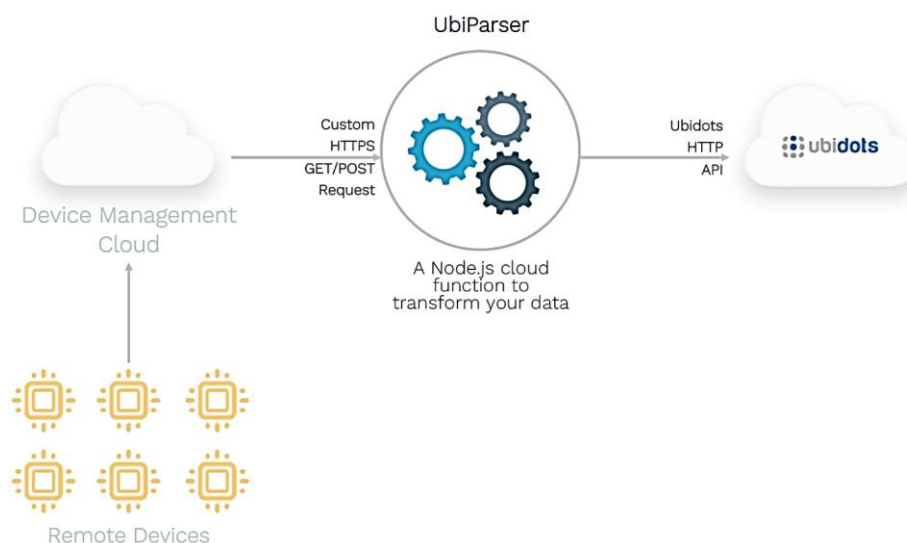 UbiParser
Custom
HTTPS
GET/POST
Request
Ubidots
HTTP
API
ubidots
Device Management
Cloud
A Node.js cloud
function to
transform your data
Remote Devices